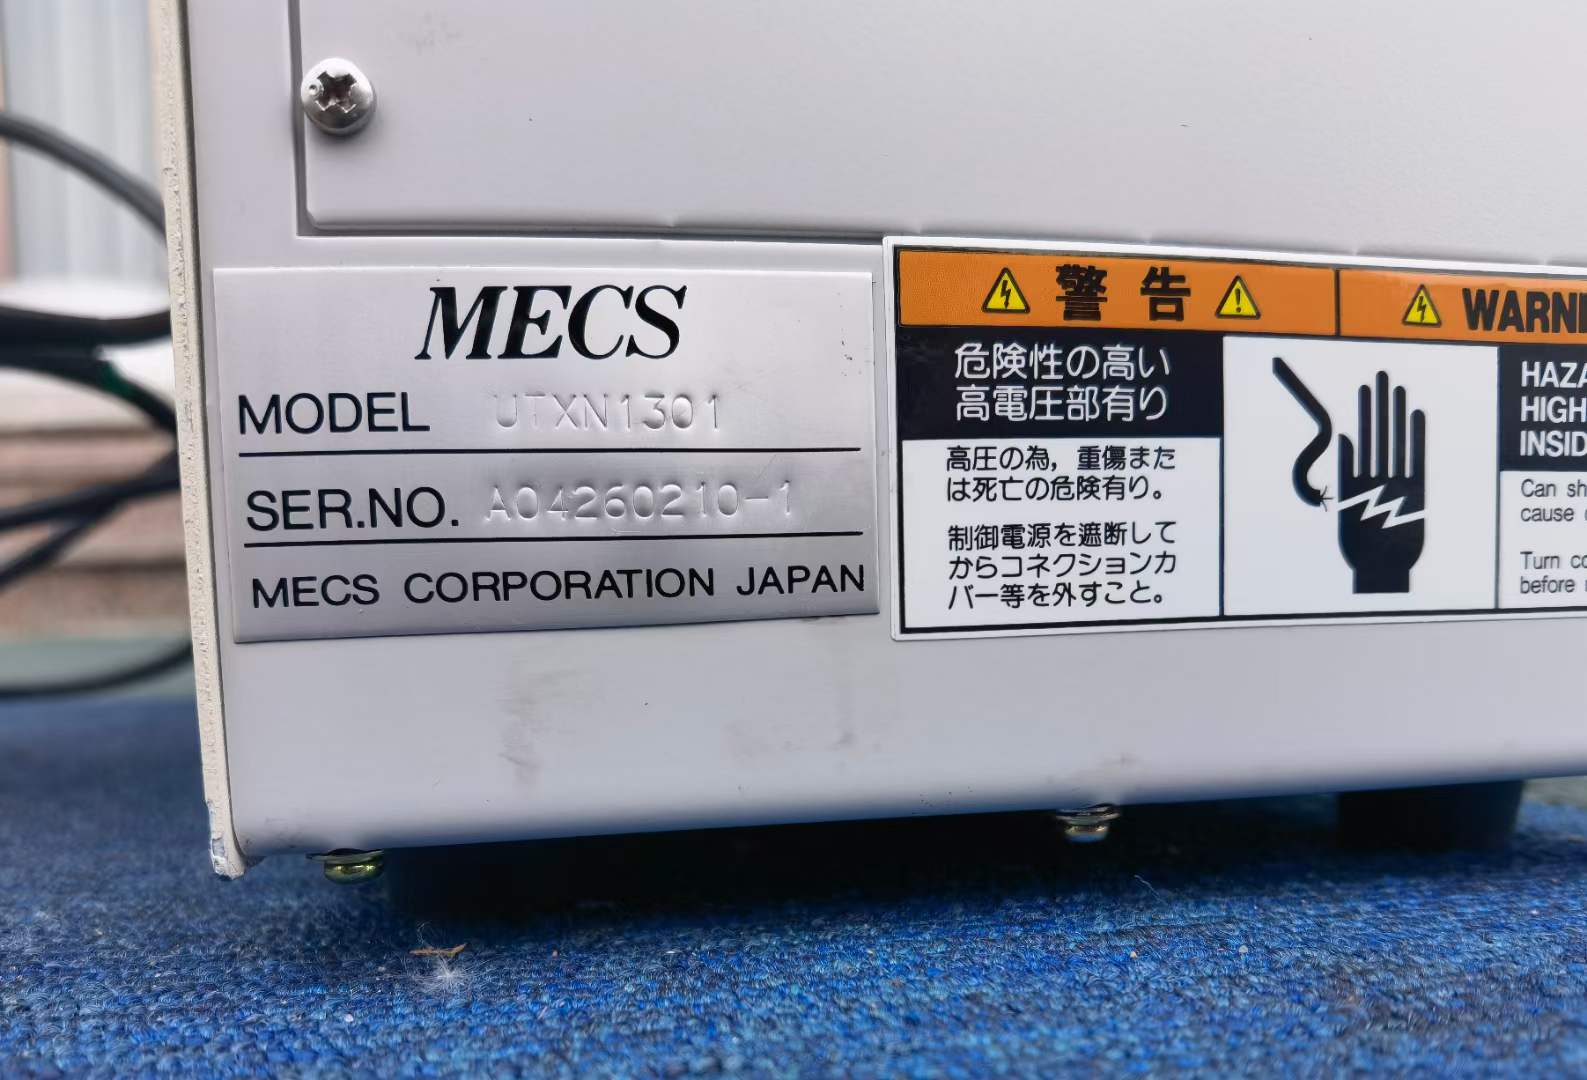 MECS
MODEL UTXN1301
SER.NO. A04260210-1
MECS CORPORATION JAPAN
警告
危険性の高い
高電圧部有り
高圧の為，重傷また
は死亡の危険有り。
制御電源を遮断して
からコネクションカ
バー等を外すこと。
WARNI
HAZA
HIGH
INSID
Can sh
cause
Turn co
before